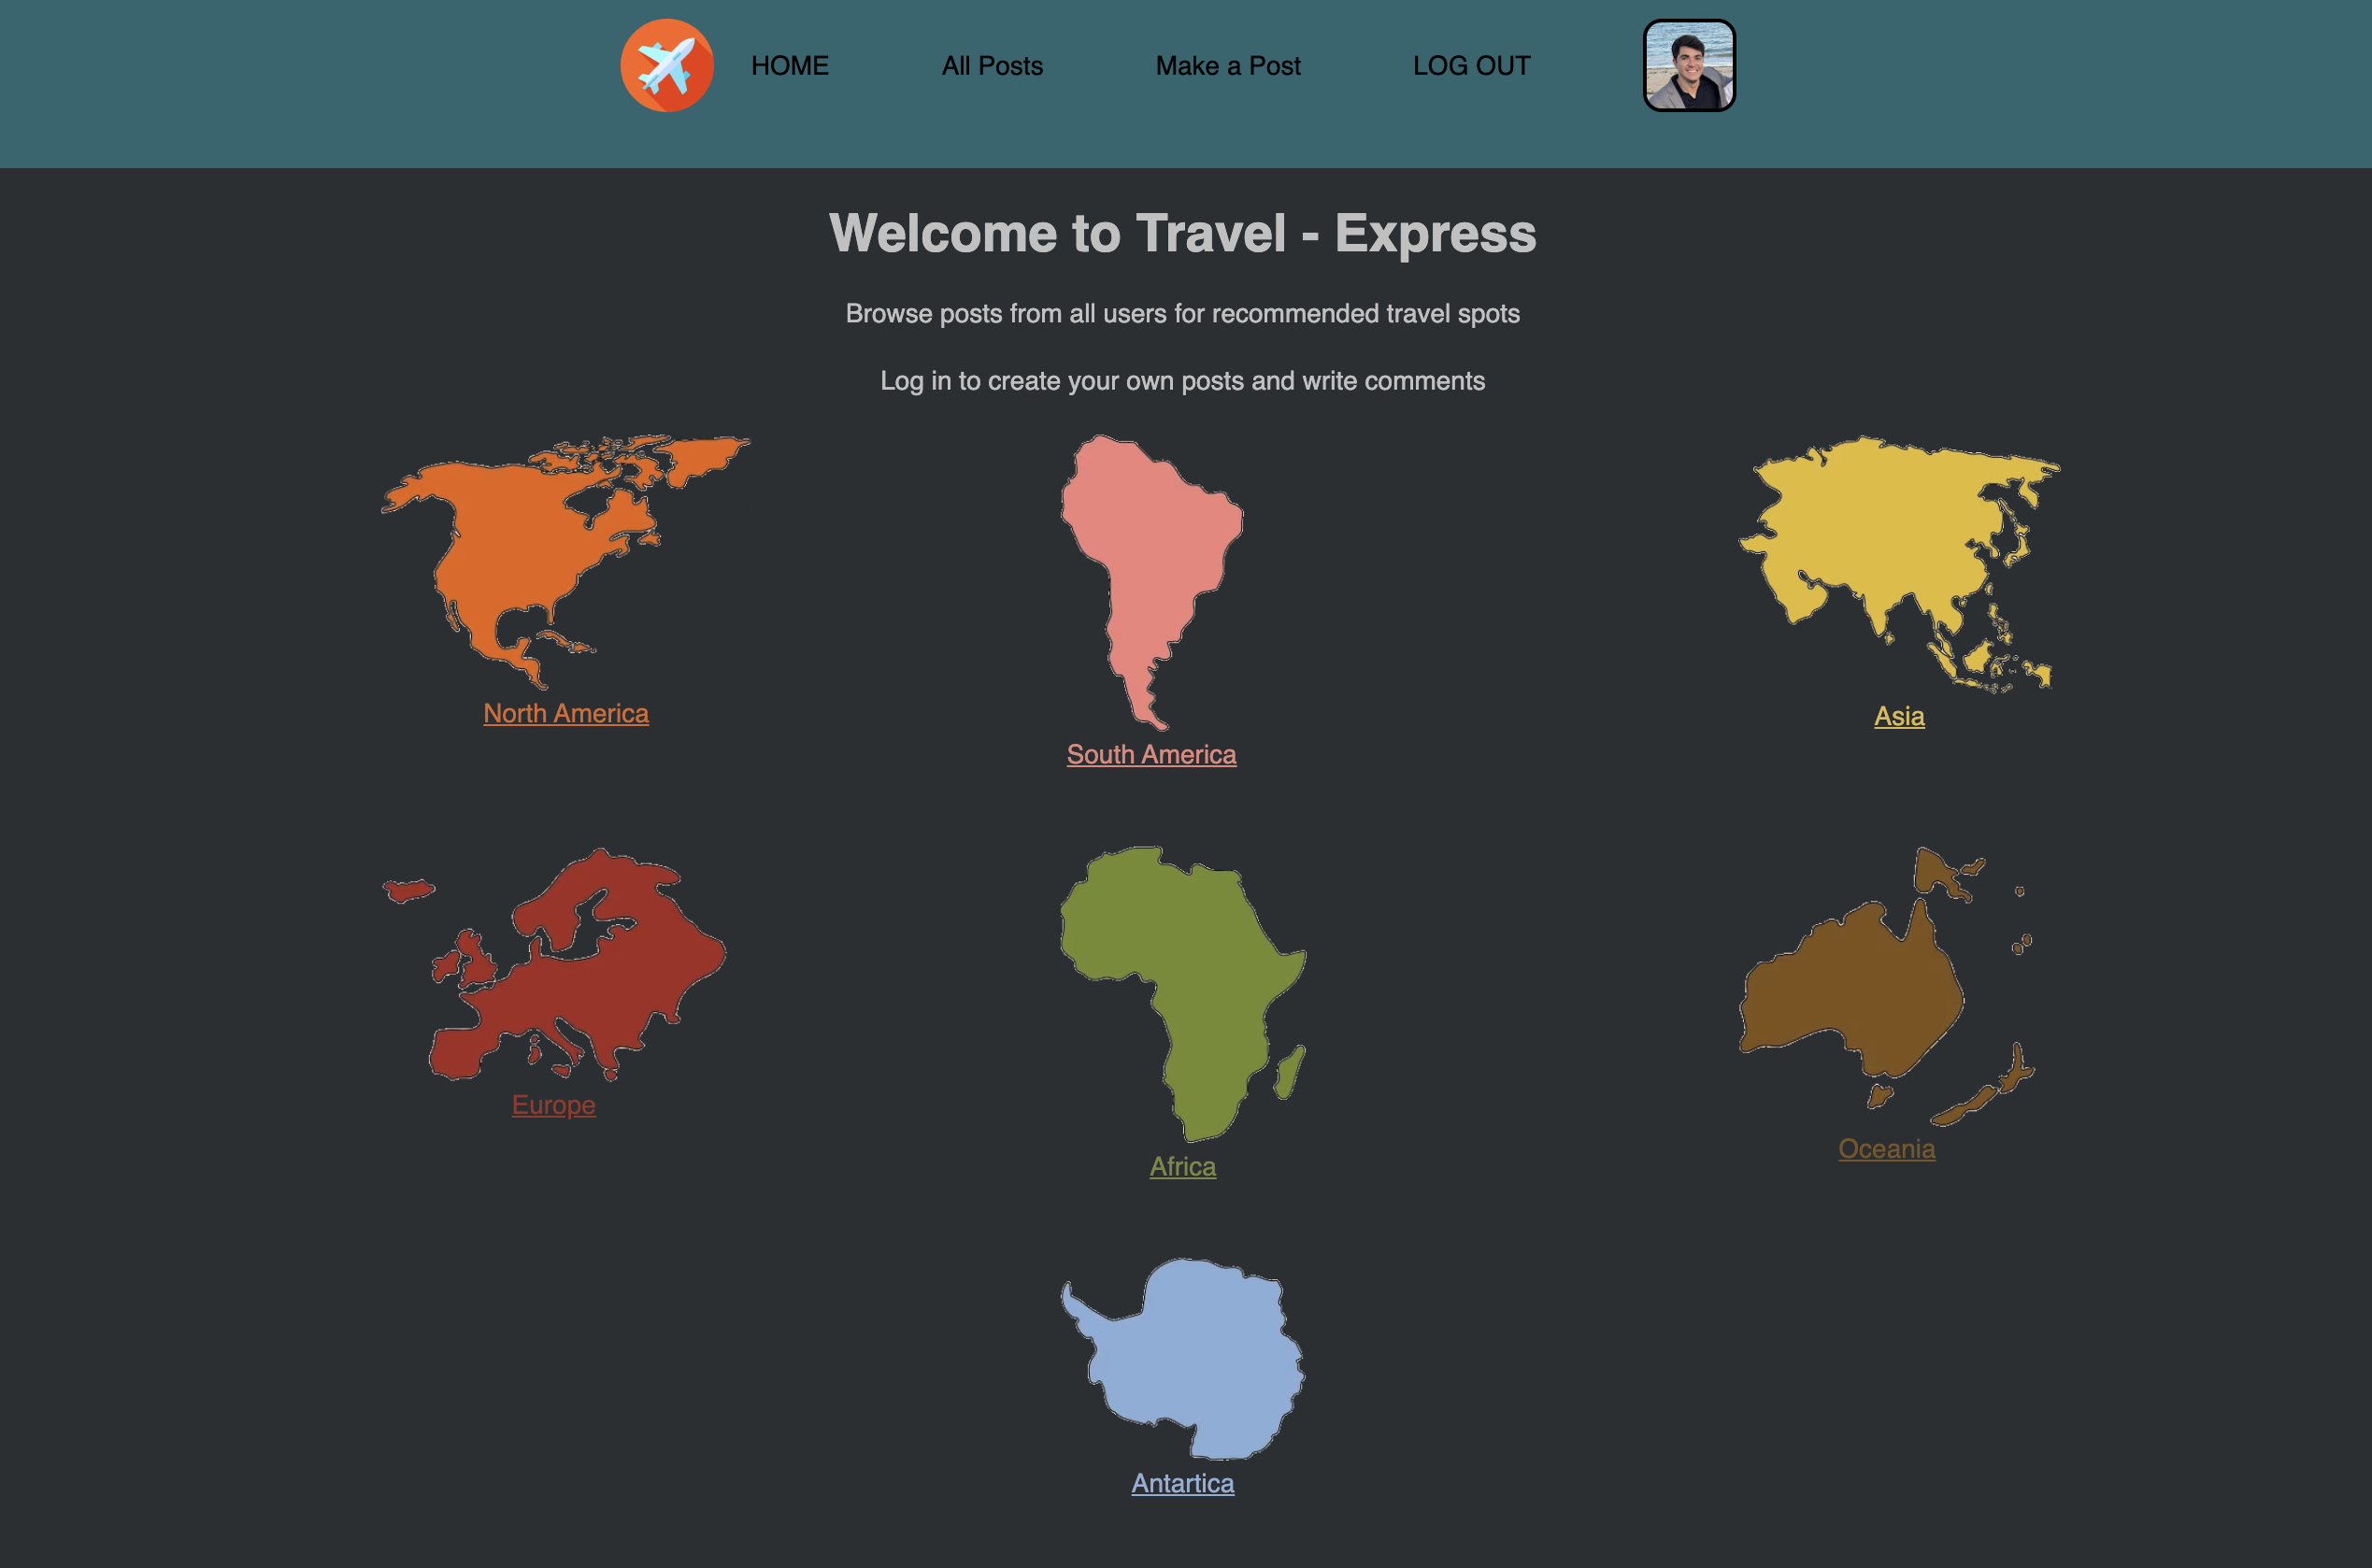 HOME
All Posts
Make a Post
LOG OUT
Welcome to Travel - Express
Browse posts from all users for recommended travel spots
Log in to create your own posts and write comments
North America
South America
Asia
Europe
Africa
Oceania
Antartica